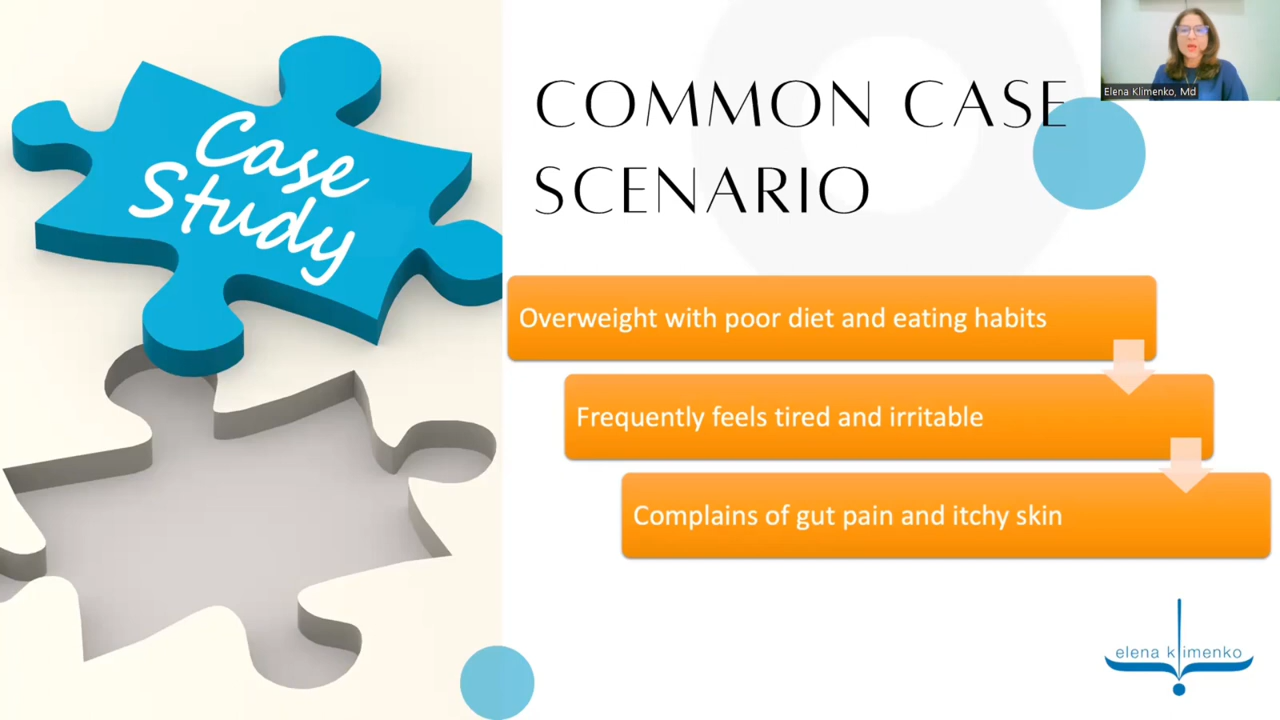 Case
Study
COMMON CASE
SCENARIO
Elena Klimenko, Md
Overweight with poor diet and eating habits
Frequently feels tired and irritable
Complains of gut pain and itchy skin
elena klimenko